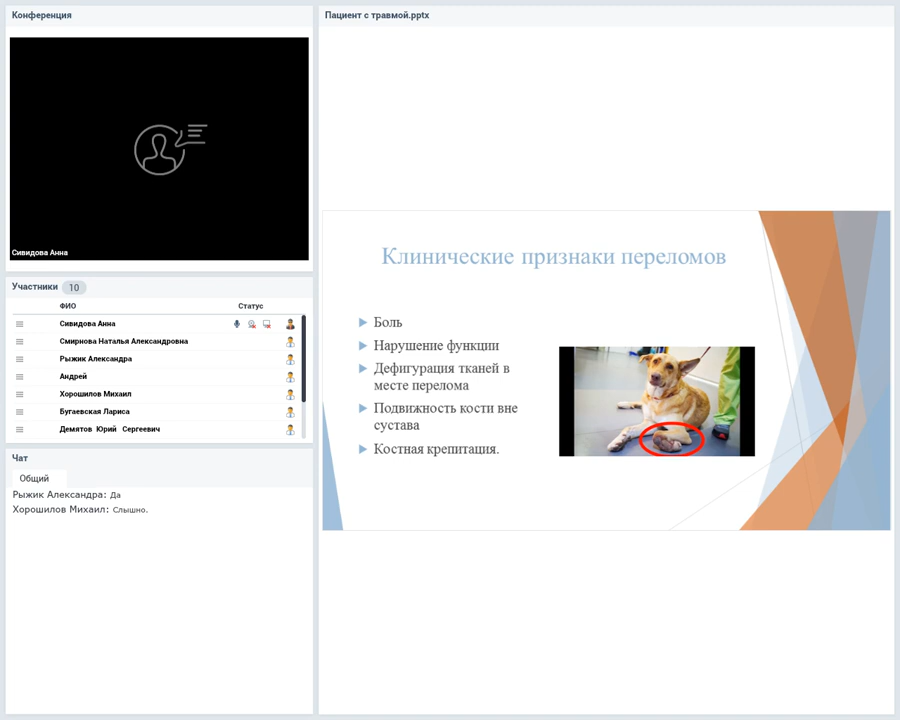 Конференция
Сивидова Анна
Участники 10
ФИО Статус
Сивидова Анна
Смирнова Наталья Александровна
Рыжик Александра
Андрей
Хорошилов Михаил
Бугаевская Лариса
Демятов Юрий Сергеевич
Чат
Общий
Рыжик Александра: Да
Хорошилов Михаил: Слышно.
Пациент с травмой.pptx
Клинические признаки переломов
Боль
Нарушение функции
Дефигурация тканей в
месте перелома
Подвижность кости вне
сустава
Костная крепитация.